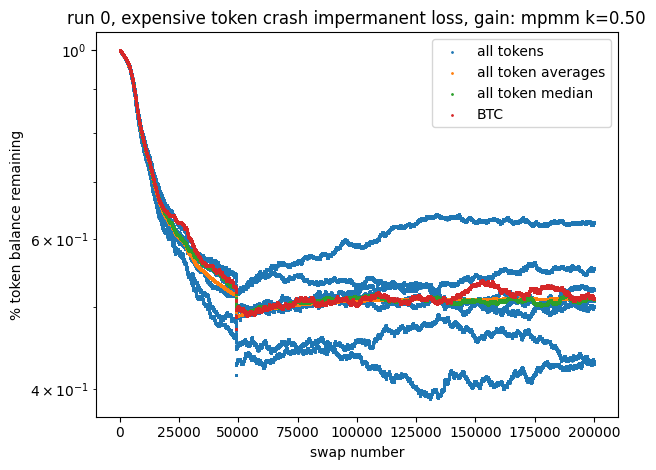 run 0, expensive token crash impermanent loss, gain: mpmm k=0.50
all tokens
all token averages
all token median
BTC
% token balance remaining
10⁰
6 × 10⁻¹
4 × 10⁻¹
0 25000 50000 75000 100000 125000 150000 175000 200000
swap number